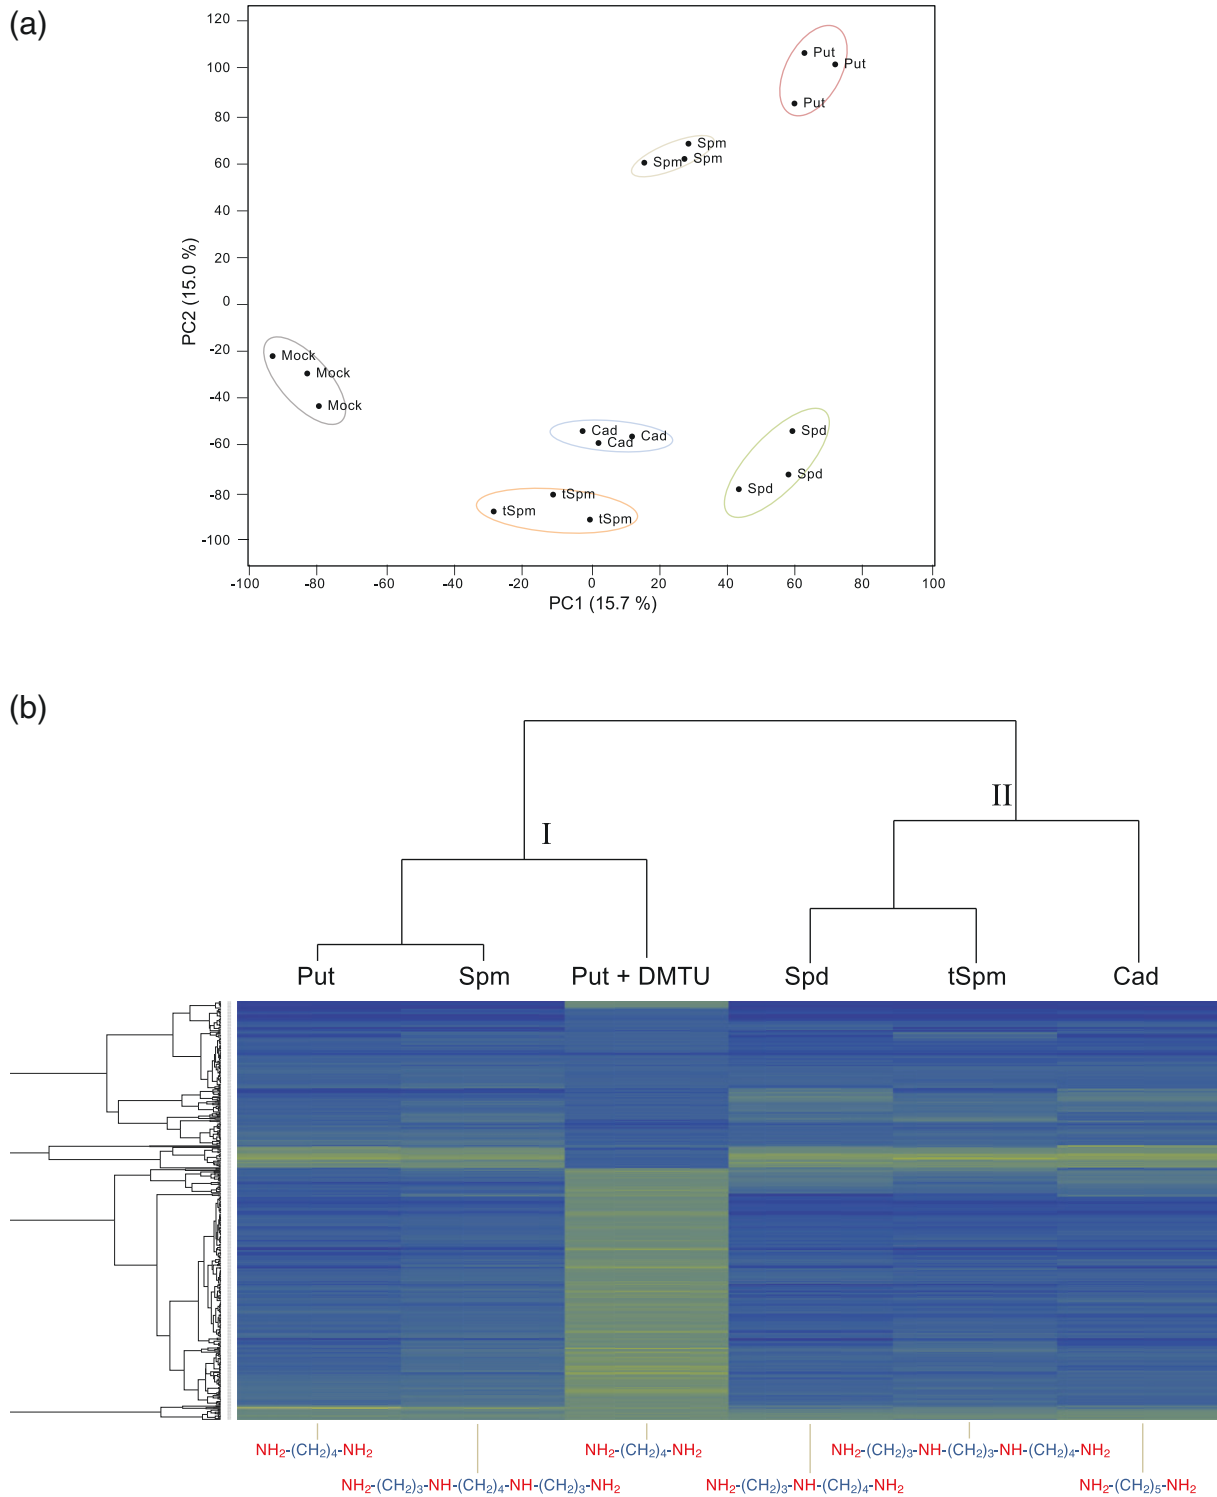 (a)
120
100
80
60
40
20
120
0
-20
-40
-60
-80
-100
PC2 (15.0 %)
Put
Put
Put
Spm
Spm
Spm
Mock
Mock
Mock
Cad
Cad
Cad
Spd
Spd
Spd
tSpm
tSpm
tSpm
-100 -80 -60 -40 -20 0 20 40 60 80 100
PC1 (15.7 %)
(b)
I
II
Put Spm Put + DMTU Spd tSpm Cad
NH2-(CH2)4-NH2
NH2-(CH2)4-NH2
NH2-(CH2)3-NH-(CH2)3-NH-(CH2)4-NH2
NH2-(CH2)3-NH-(CH2)4-NH-(CH2)3-NH2
NH2-(CH2)3-NH-(CH2)4-NH2
NH2-(CH2)5-NH2